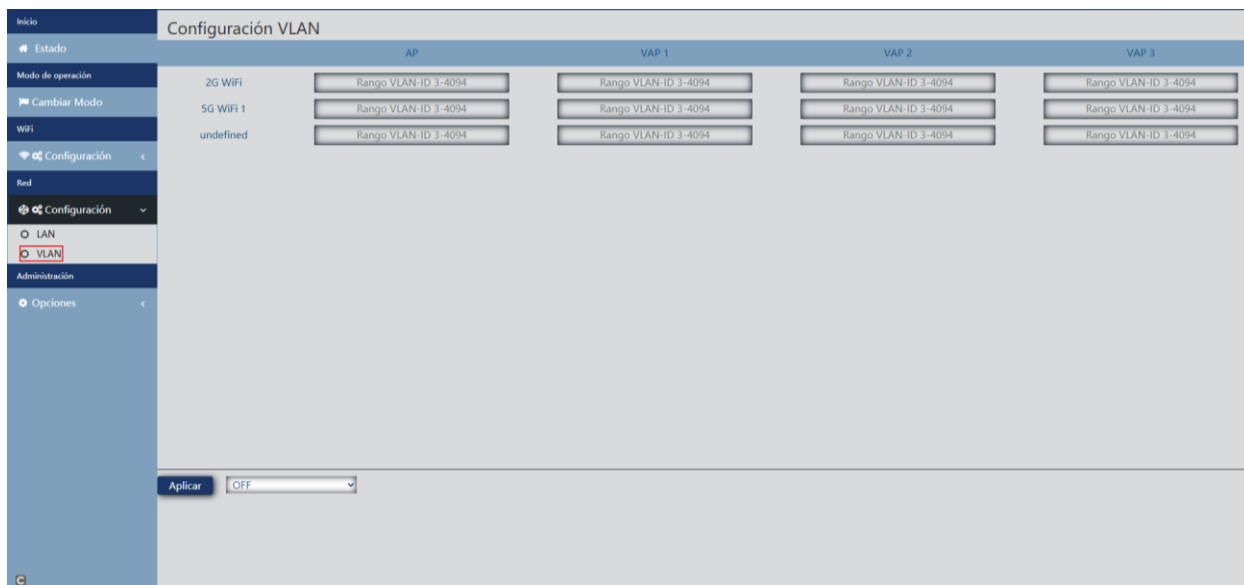 Inicio
Configuración VLAN
Estado
AP VAP 1 VAP 2 VAP 3
Modo de operación
2G WiFi Rango VLAN-ID 3-4094 Rango VLAN-ID 3-4094 Rango VLAN-ID 3-4094 Rango VLAN-ID 3-4094
Cambiar Modo
5G WiFi 1 Rango VLAN-ID 3-4094 Rango VLAN-ID 3-4094 Rango VLAN-ID 3-4094 Rango VLAN-ID 3-4094
WiFi
undefined Rango VLAN-ID 3-4094 Rango VLAN-ID 3-4094 Rango VLAN-ID 3-4094 Rango VLAN-ID 3-4094
Configuración
Red
Configuración
LAN
VLAN
Administración
Opciones
Aplicar OFF
C